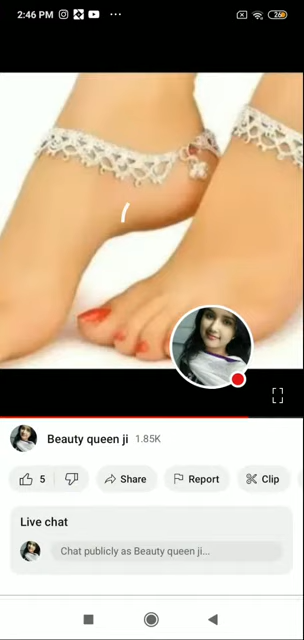 2:46 PM
26
Beauty queen ji 1.85K
5 Share Report Clip
Live chat
Chat publicly as Beauty queen ji...